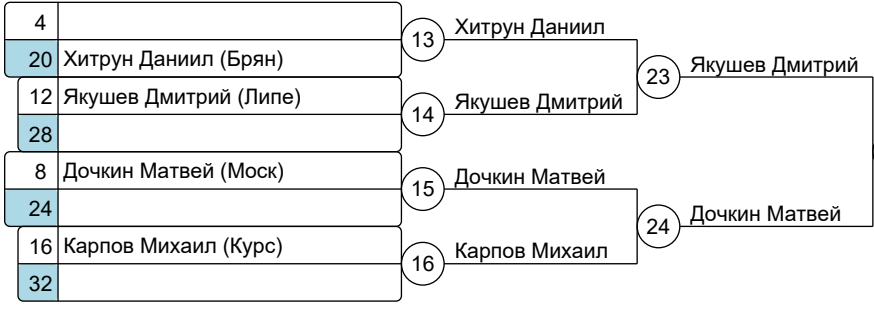 4
20 Хитрун Даниил (Брян)
12 Якушев Дмитрий (Липе)
28
8 Дочкин Матвей (Моск)
24
16 Карпов Михаил (Курс)
32
13 Хитрун Даниил
14 Якушев Дмитрий
15 Дочкин Матвей
16 Карпов Михаил
23 Якушев Дмитрий
24 Дочкин Матвей